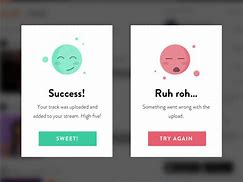 Success!
Your track was uploaded and
added to your stream. High five!
SWEET!
Ruh roh...
Something went wrong with the
upload.
TRY AGAIN